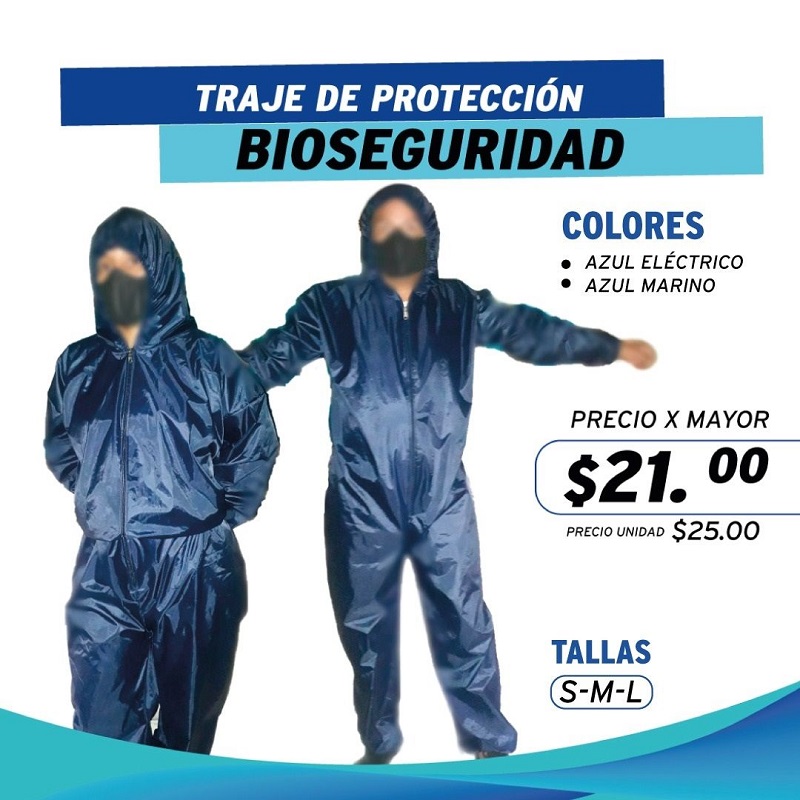 TRAJE DE PROTECCIÓN
BIOSEGURIDAD
COLORES
• AZUL ELÉCTRICO
• AZUL MARINO
PRECIO X MAYOR
$21.00
PRECIO UNIDAD $25.00
TALLAS
S-M-L